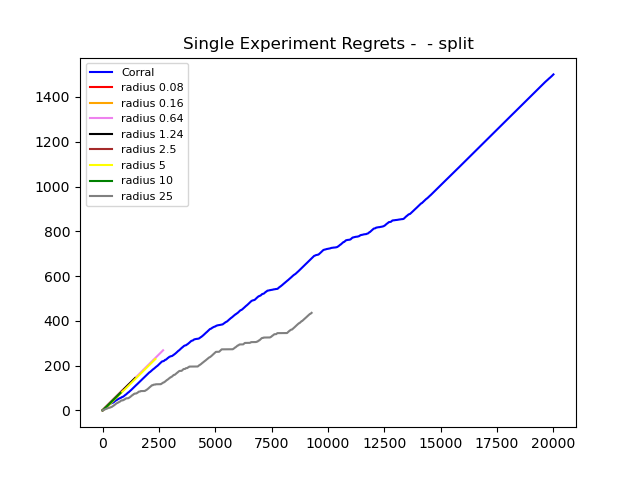 Single Experiment Regrets -  - split
Corral
radius 0.08
radius 0.16
radius 0.64
radius 1.24
radius 2.5
radius 5
radius 10
radius 25
1400
1200
1000
800
600
400
200
0
0 2500 5000 7500 10000 12500 15000 17500 20000